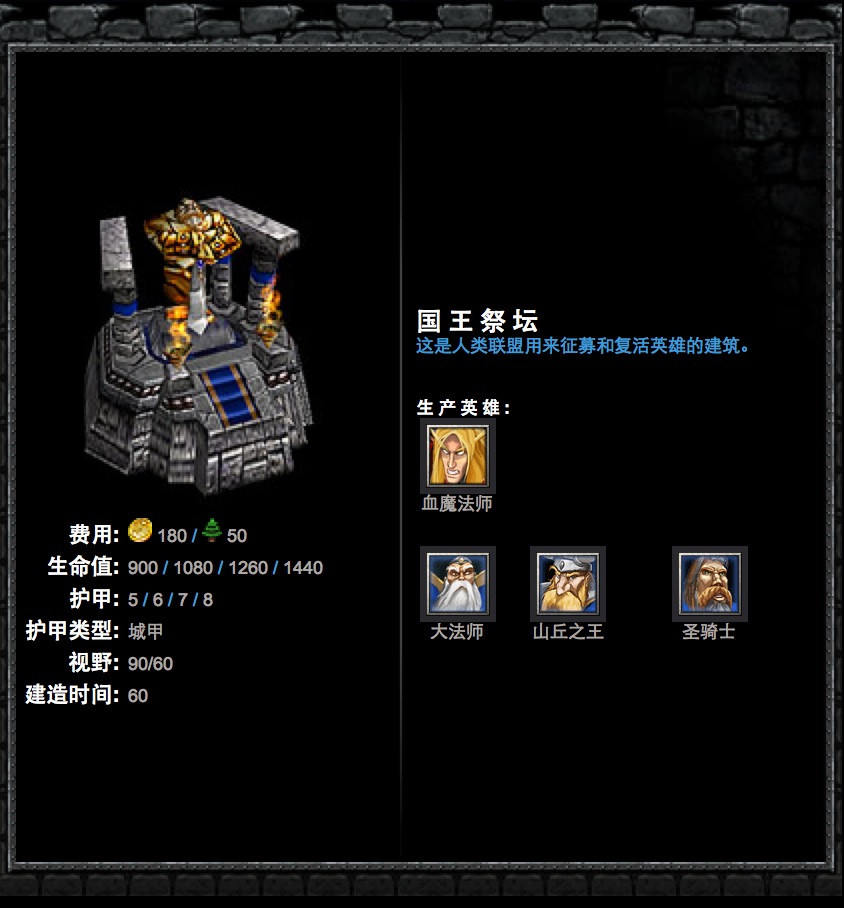 费用: 180 / 50
生命值: 900 / 1080 / 1260 / 1440
护甲: 5 / 6 / 7 / 8
护甲类型: 城甲
视野: 90/60
建造时间: 60
国王祭坛
这是人类联盟用来征募和复活英雄的建筑。
生产英雄:
血魔法师
大法师 山丘之王 圣骑士